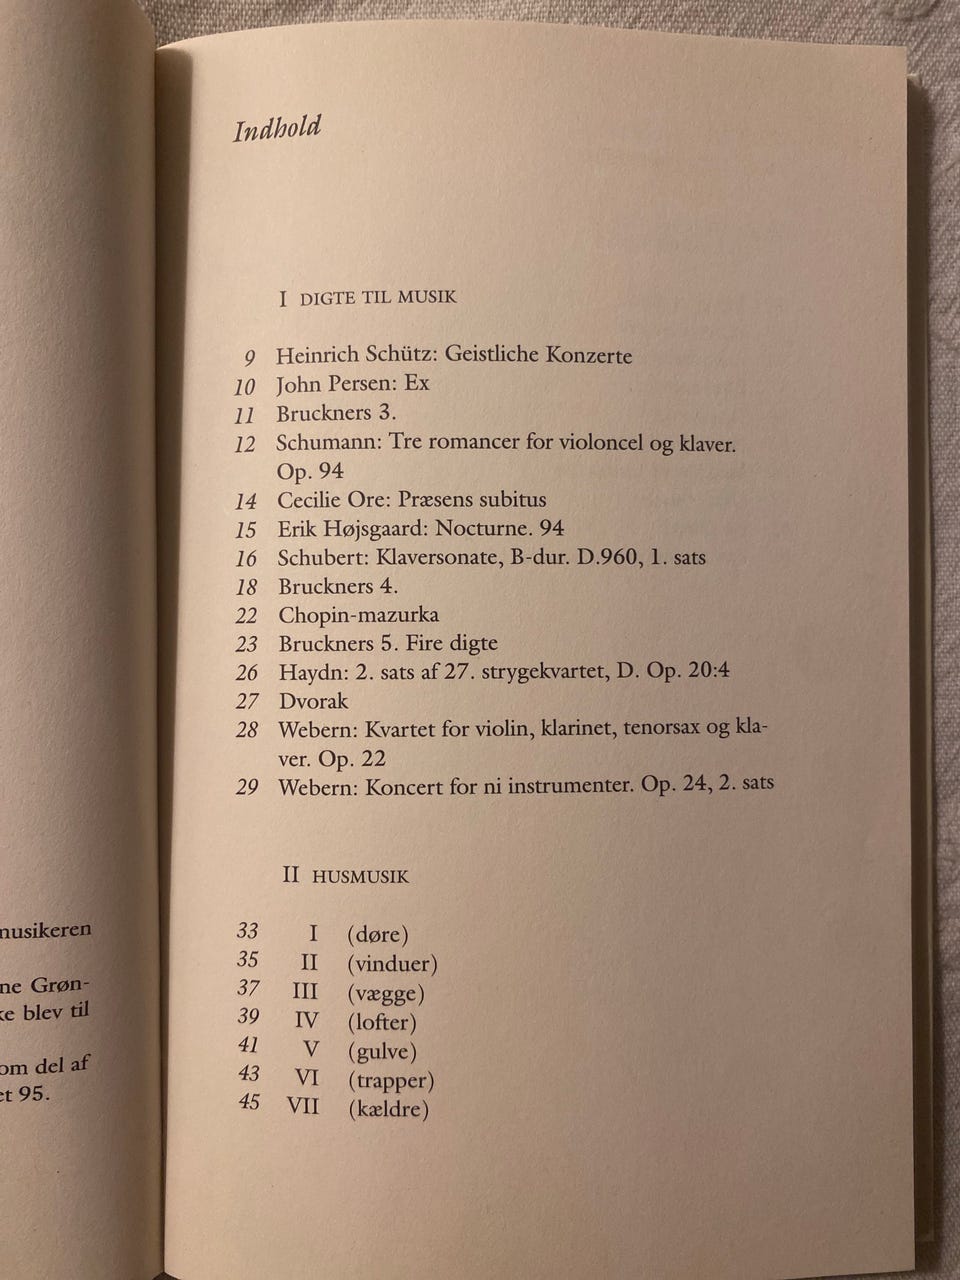 Indhold
I DIGTE TIL MUSIK
9 Heinrich Schütz: Geistliche Konzerte
10 John Persen: Ex
11 Bruckners 3.
12 Schumann: Tre romancer for violoncel og klaver.
Op. 94
14 Cecilie Ore: Præsens subitus
15 Erik Højsgaard: Nocturne. 94
16 Schubert: Klaversonate, B-dur. D.960, 1. sats
18 Bruckners 4.
22 Chopin-mazurka
23 Bruckners 5. Fire digte
26 Haydn: 2. sats af 27. strygekvartet, D. Op. 20:4
27 Dvorak
28 Webern: Kvartet for violin, klarinet, tenorsax og kla-
ver. Op. 22
29 Webern: Koncert for ni instrumenter. Op. 24, 2. sats
II HUSMUSIK
33 I (døre)
35 II (vinduer)
37 III (vægge)
39 IV (lofter)
41 V (gulve)
43 VI (trapper)
45 VII (kældre)
musikeren
ne Grøn-
ke blev til
om del af
et 95.